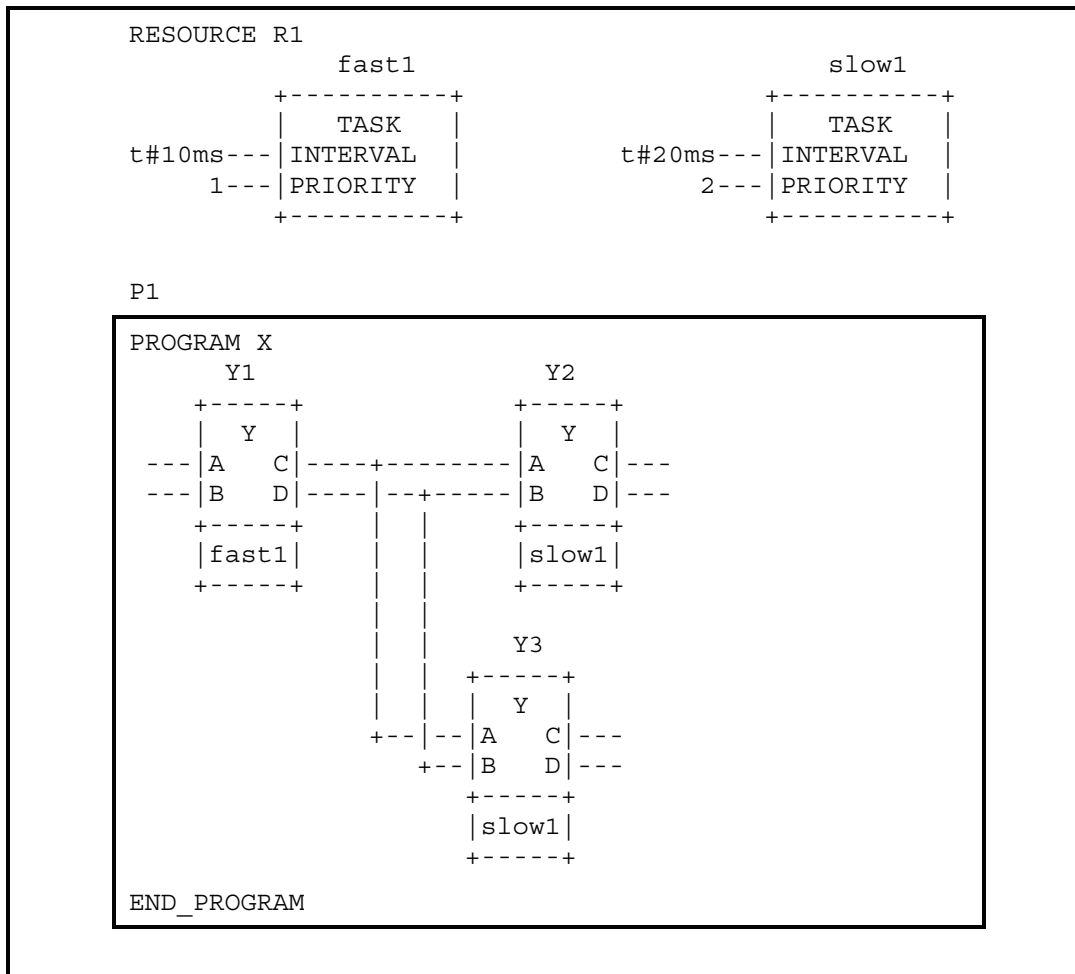 RESOURCE R1
fast1 slow1
+----------+ +----------+
| TASK | | TASK |
t#10ms---|INTERVAL | t#20ms---|INTERVAL |
1---|PRIORITY | 2---|PRIORITY |
+----------+ +----------+
P1
PROGRAM X
Y1 Y2
+-----+ +-----+
| Y | | Y |
---|A C|----+--------|A C|---
---|B D|----|--+-----|B D|---
+-----+ | | +-----+
|fast1| | | |slow1|
+-----+ | | +-----+
| |
| | Y3
| | +-----+
| | | Y |
+--|--|A C|---
+--|B D|---
+-----+
|slow1|
+-----+
END_PROGRAM